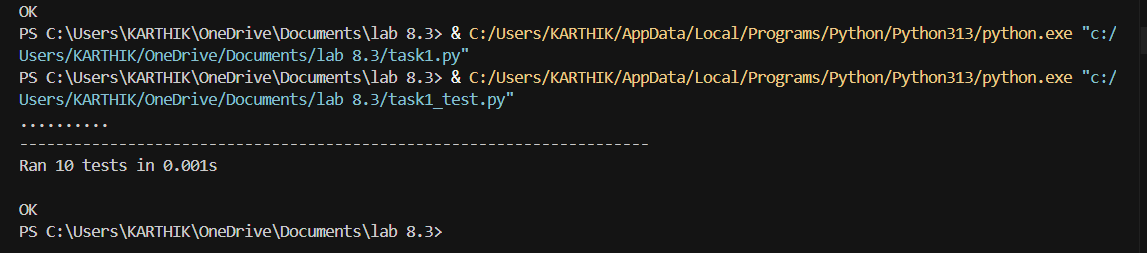 OK
PS C:\Users\KARTHIK\OneDrive\Documents\lab 8.3> & C:/Users/KARTHIK/AppData/Local/Programs/Python/Python313/python.exe "c:/
Users/KARTHIK/OneDrive/Documents/lab 8.3/task1.py"
PS C:\Users\KARTHIK\OneDrive\Documents\lab 8.3> & C:/Users/KARTHIK/AppData/Local/Programs/Python/Python313/python.exe "c:/
Users/KARTHIK/OneDrive/Documents/lab 8.3/task1_test.py"
..........
----------------------------------------------------------------------
Ran 10 tests in 0.001s
OK
PS C:\Users\KARTHIK\OneDrive\Documents\lab 8.3>